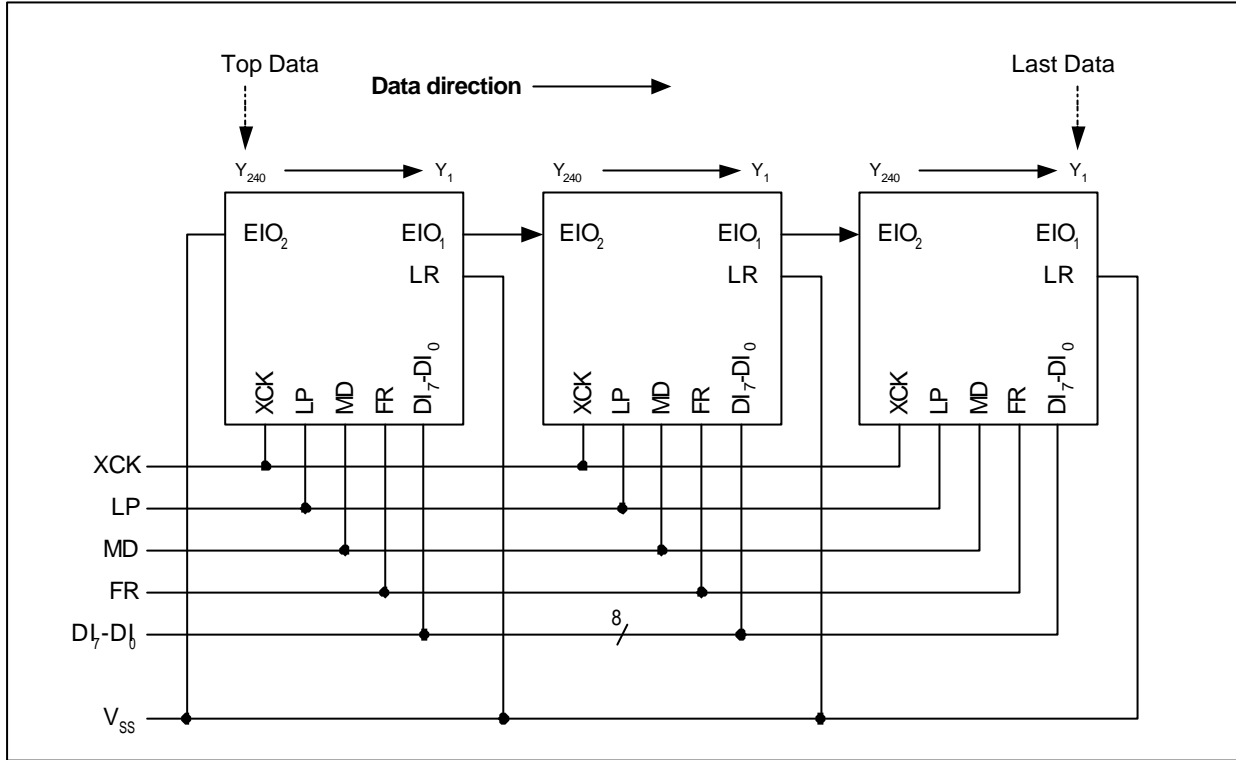 Top Data
Data direction
Last Data
Y240 Y1 Y240 Y1 Y240 Y1
EIO2 EIO1 EIO2 EIO1 EIO2 EIO1
LR LR LR
XCK LP MD FR DI7-DI0 XCK LP MD FR DI7-DI0 XCK LP MD FR DI7-DI0
XCK
LP
MD
FR
DI7-DI0
8
VSS